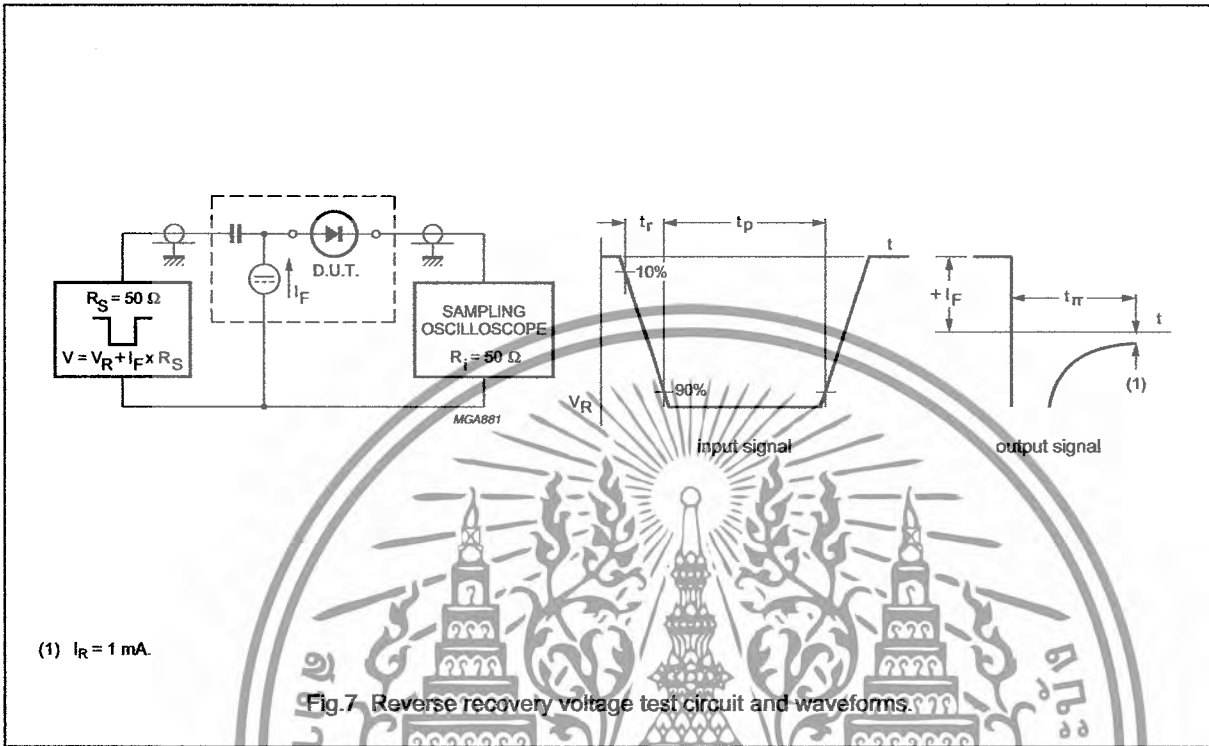 R_S = 50 Ω
V = V_R + I_F x R_S
I_F
D.U.T.
SAMPLING
OSCILLOSCOPE
R_i = 50 Ω
MGA881
t_r
t_p
t
10%
90%
V_R
input signal
+ I_F
t_rr
t
(1)
output signal
(1) I_R = 1 mA.
Fig.7 Reverse recovery voltage test circuit and waveforms.